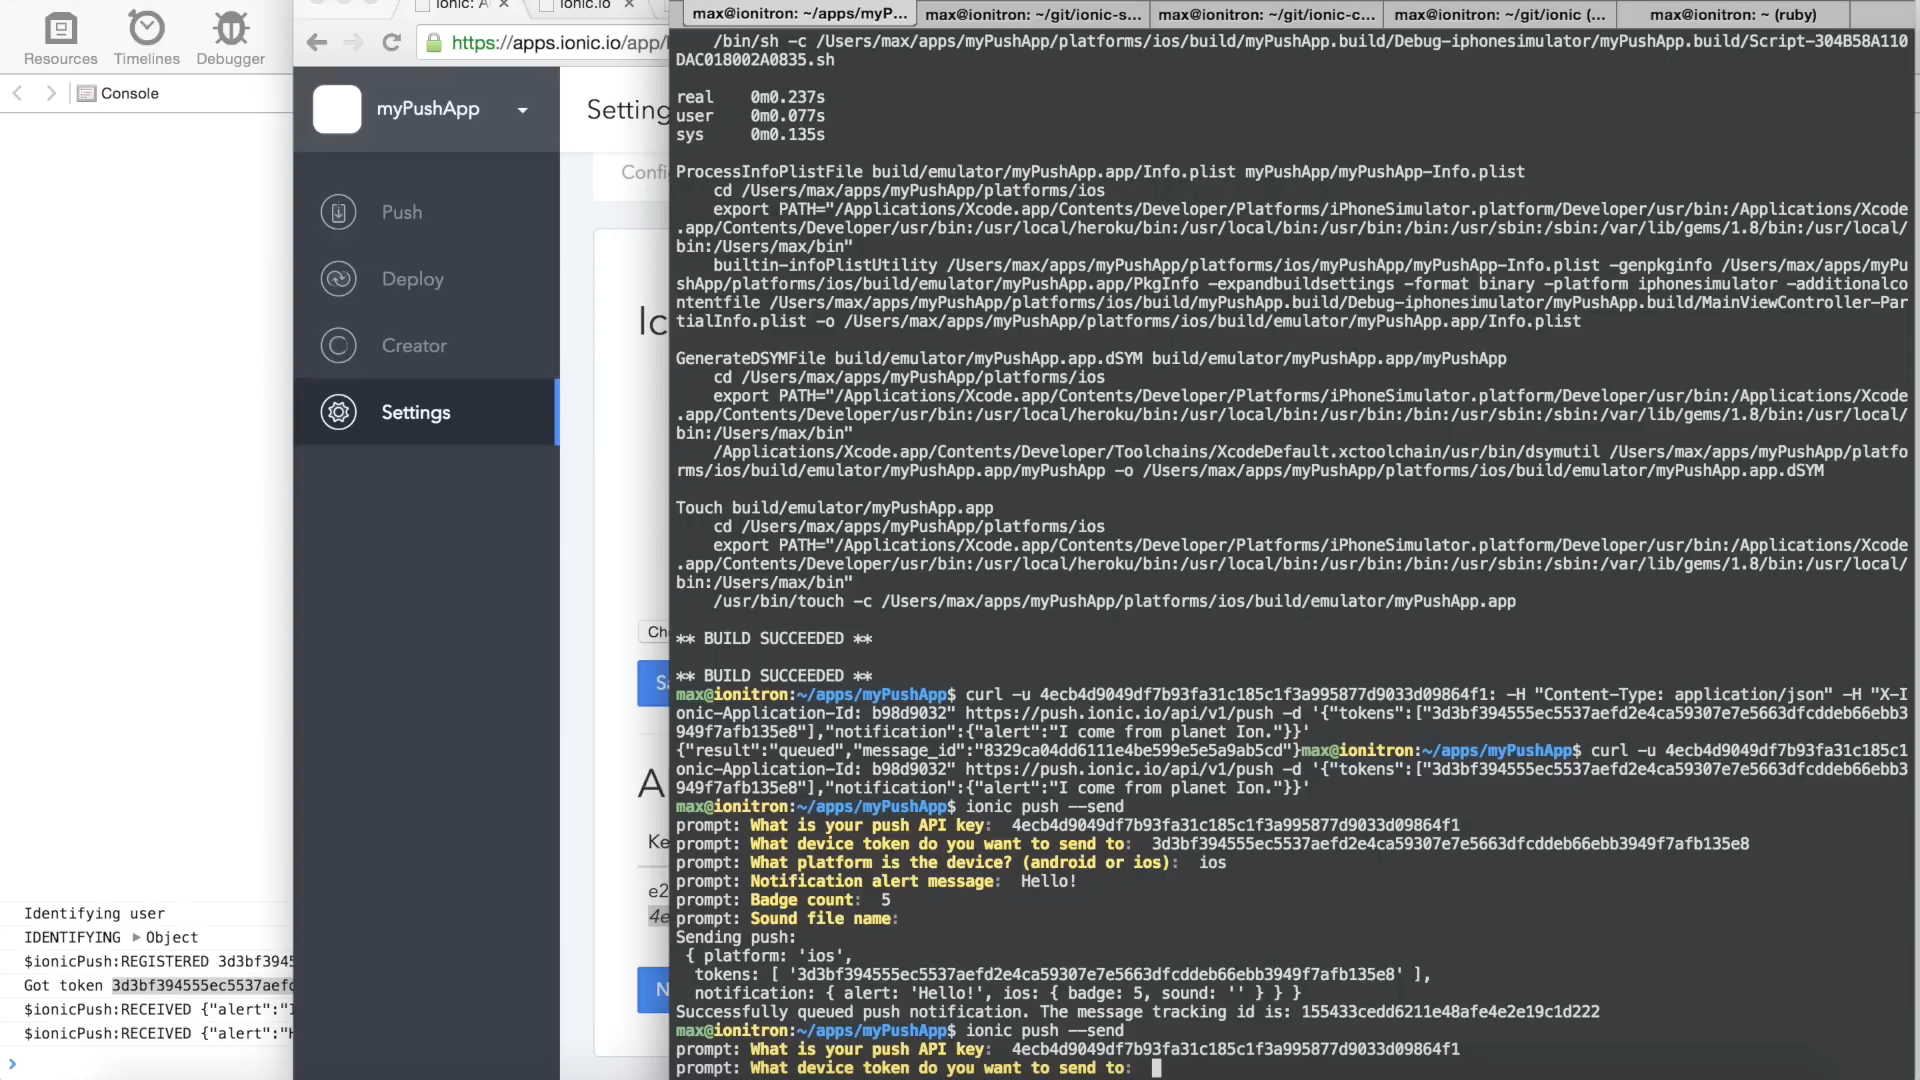 Resources
Timelines
Debugger
Console
Identifying user
IDENTIFYING ▶ Object
$ionicPush:REGISTERED 3d3bf3945
Got token 3d3bf394555ec5537aefd
$ionicPush:RECEIVED {"alert":"I
$ionicPush:RECEIVED {"alert":"H
Ionic: A
ionic.io
https://apps.ionic.io/app/
myPushApp
Push
Deploy
Creator
Settings
Setting
Confi
Ic
Ch
Sa
A
Ke
e2
4e
N
max@ionitron: ~/apps/myP...
max@ionitron: ~/git/ionic-s...
max@ionitron: ~/git/ionic-c...
max@ionitron: ~/git/ionic (...
max@ionitron: ~ (ruby)
/bin/sh -c /Users/max/apps/myPushApp/platforms/ios/build/myPushApp.build/Debug-iphonesimulator/myPushApp.build/Script-304B58A110
DAC018002A0835.sh
real 0m0.237s
user 0m0.077s
sys 0m0.135s
ProcessInfoPlistFile build/emulator/myPushApp.app/Info.plist myPushApp/myPushApp-Info.plist
cd /Users/max/apps/myPushApp/platforms/ios
export PATH="/Applications/Xcode.app/Contents/Developer/Platforms/iPhoneSimulator.platform/Developer/usr/bin:/Applications/Xcode
.app/Contents/Developer/usr/bin:/usr/local/heroku/bin:/usr/local/bin:/usr/bin:/bin:/usr/sbin:/sbin:/var/lib/gems/1.8/bin:/usr/local/
bin:/Users/max/bin"
builtin-infoPlistUtility /Users/max/apps/myPushApp/platforms/ios/myPushApp/myPushApp-Info.plist -genpkginfo /Users/max/apps/myPu
shApp/platforms/ios/build/emulator/myPushApp.app/PkgInfo -expandbuildsettings -format binary -platform iphonesimulator -additionalco
ntentfile /Users/max/apps/myPushApp/platforms/ios/build/myPushApp.build/Debug-iphonesimulator/myPushApp.build/MainViewController-Par
tialInfo.plist -o /Users/max/apps/myPushApp/platforms/ios/build/emulator/myPushApp.app/Info.plist
GenerateDSYMFile build/emulator/myPushApp.app.dSYM build/emulator/myPushApp.app/myPushApp
cd /Users/max/apps/myPushApp/platforms/ios
export PATH="/Applications/Xcode.app/Contents/Developer/Platforms/iPhoneSimulator.platform/Developer/usr/bin:/Applications/Xcode
.app/Contents/Developer/usr/bin:/usr/local/heroku/bin:/usr/local/bin:/usr/bin:/bin:/usr/sbin:/sbin:/var/lib/gems/1.8/bin:/usr/local/
bin:/Users/max/bin"
/Applications/Xcode.app/Contents/Developer/Toolchains/XcodeDefault.xctoolchain/usr/bin/dsymutil /Users/max/apps/myPushApp/platfo
rms/ios/build/emulator/myPushApp.app/myPushApp -o /Users/max/apps/myPushApp/platforms/ios/build/emulator/myPushApp.app.dSYM
Touch build/emulator/myPushApp.app
cd /Users/max/apps/myPushApp/platforms/ios
export PATH="/Applications/Xcode.app/Contents/Developer/Platforms/iPhoneSimulator.platform/Developer/usr/bin:/Applications/Xcode
.app/Contents/Developer/usr/bin:/usr/local/heroku/bin:/usr/local/bin:/usr/bin:/bin:/usr/sbin:/sbin:/var/lib/gems/1.8/bin:/usr/local/
bin:/Users/max/bin"
/usr/bin/touch -c /Users/max/apps/myPushApp/platforms/ios/build/emulator/myPushApp.app
** BUILD SUCCEEDED **
** BUILD SUCCEEDED **
max@ionitron:~/apps/myPushApp$ curl -u 4ecb4d9049df7b93fa31c185c1f3a995877d9033d09864f1: -H "Content-Type: application/json" -H "X-I
onic-Application-Id: b98d9032" https://push.ionic.io/api/v1/push -d '{"tokens":["3d3bf394555ec5537aefd2e4ca59307e7e5663dfcddeb66ebb3
949f7afb135e8"],"notification":{"alert":"I come from planet Ion."}}'
{"result":"queued","message_id":"8329ca04dd6111e4be599e5e5a9ab5cd"}max@ionitron:~/apps/myPushApp$ curl -u 4ecb4d9049df7b93fa31c185c1
onic-Application-Id: b98d9032" https://push.ionic.io/api/v1/push -d '{"tokens":["3d3bf394555ec5537aefd2e4ca59307e7e5663dfcddeb66ebb3
949f7afb135e8"],"notification":{"alert":"I come from planet Ion."}}'
max@ionitron:~/apps/myPushApp$ ionic push --send
prompt: What is your push API key: 4ecb4d9049df7b93fa31c185c1f3a995877d9033d09864f1
prompt: What device token do you want to send to: 3d3bf394555ec5537aefd2e4ca59307e7e5663dfcddeb66ebb3949f7afb135e8
prompt: What platform is the device? (android or ios): ios
prompt: Notification alert message: Hello!
prompt: Badge count: 5
prompt: Sound file name:
Sending push:
{ platform: 'ios',
tokens: [ '3d3bf394555ec5537aefd2e4ca59307e7e5663dfcddeb66ebb3949f7afb135e8' ],
notification: { alert: 'Hello!', ios: { badge: 5, sound: '' } } }
Successfully queued push notification. The message tracking id is: 155433cedd6211e48afe4e2e19c1d222
max@ionitron:~/apps/myPushApp$ ionic push --send
prompt: What is your push API key: 4ecb4d9049df7b93fa31c185c1f3a995877d9033d09864f1
prompt: What device token do you want to send to: